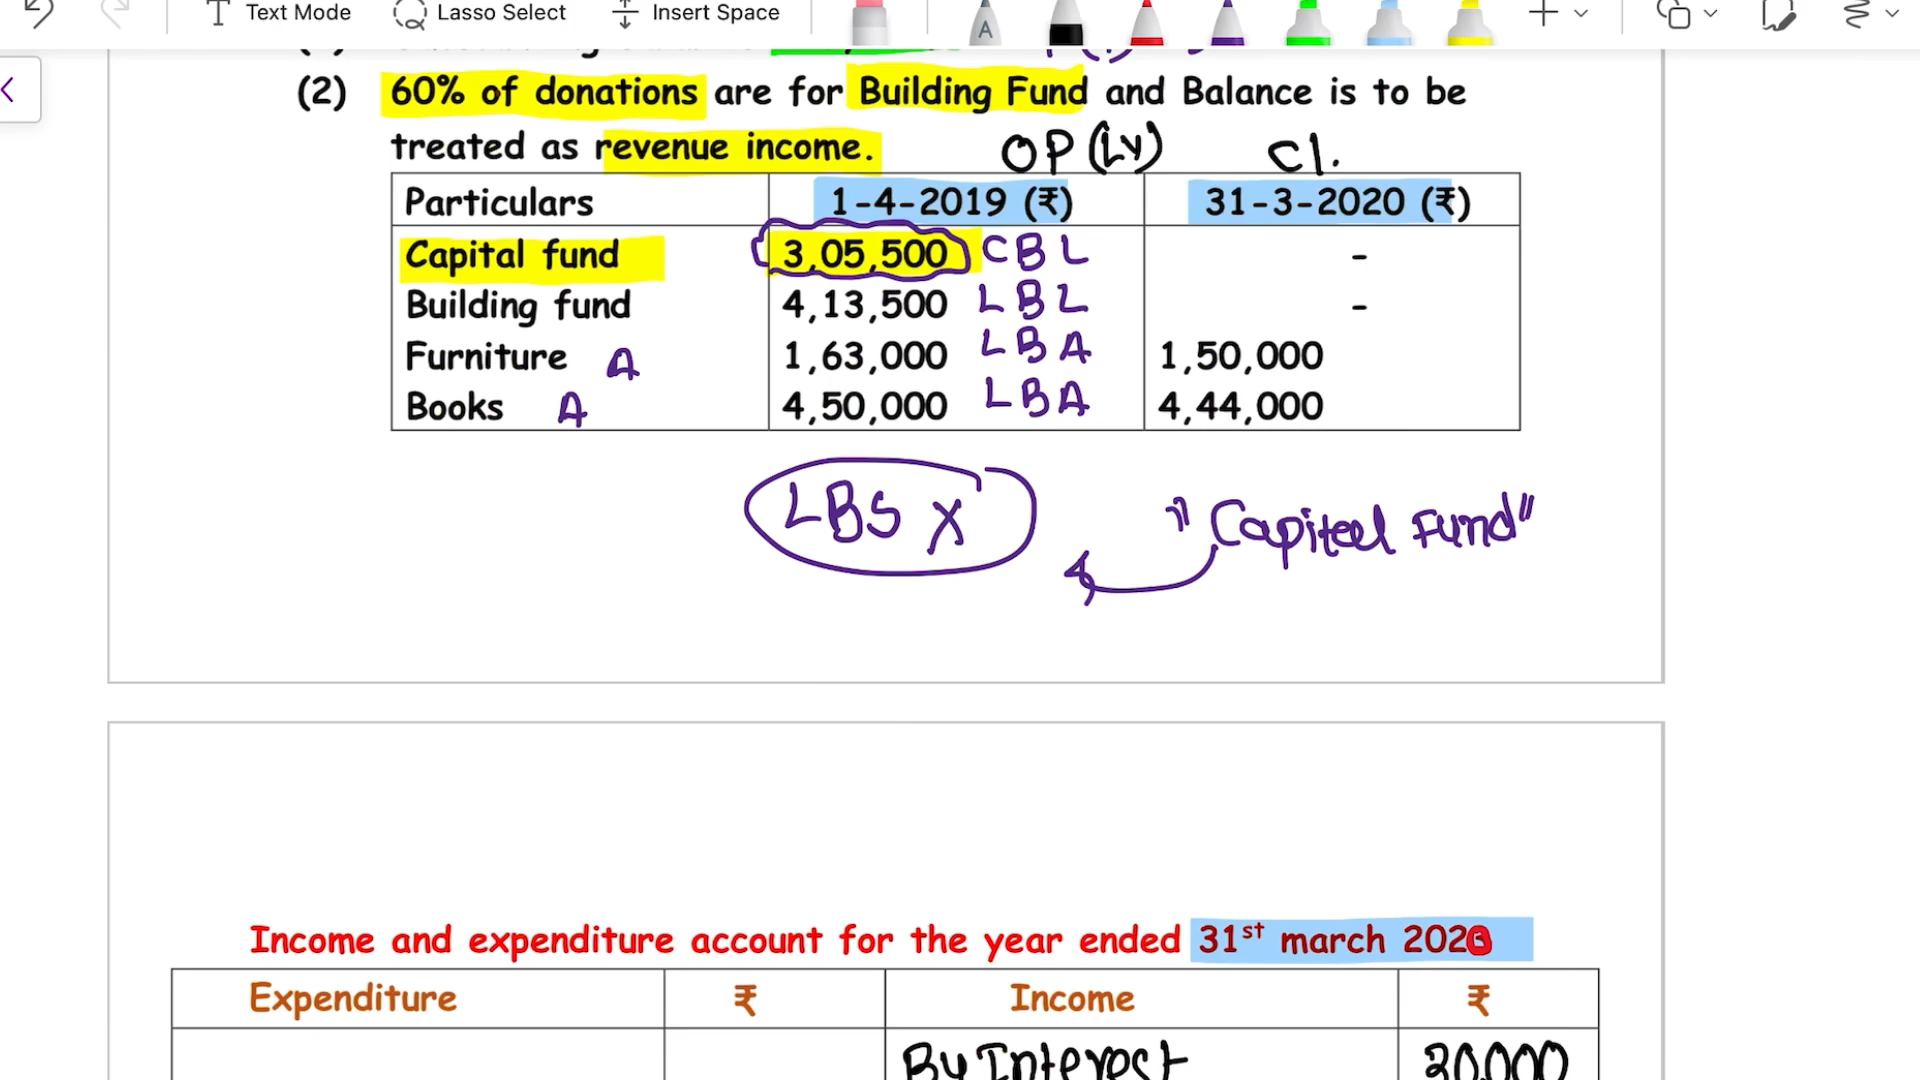 Text Mode Lasso Select Insert Space
A
(2) 60% of donations are for Building Fund and Balance is to be
treated as revenue income. OP (LY) Cl.
Particulars 1-4-2019 (₹) 31-3-2020 (₹)
Capital fund 3,05,500 CBL -
Building fund 4,13,500 LBL -
Furniture A 1,63,000 LBA 1,50,000
Books A 4,50,000 LBA 4,44,000
LBS X "Capital Fund"
Income and expenditure account for the year ended 31st march 2020
Expenditure ₹ Income ₹
By Interest 30,000